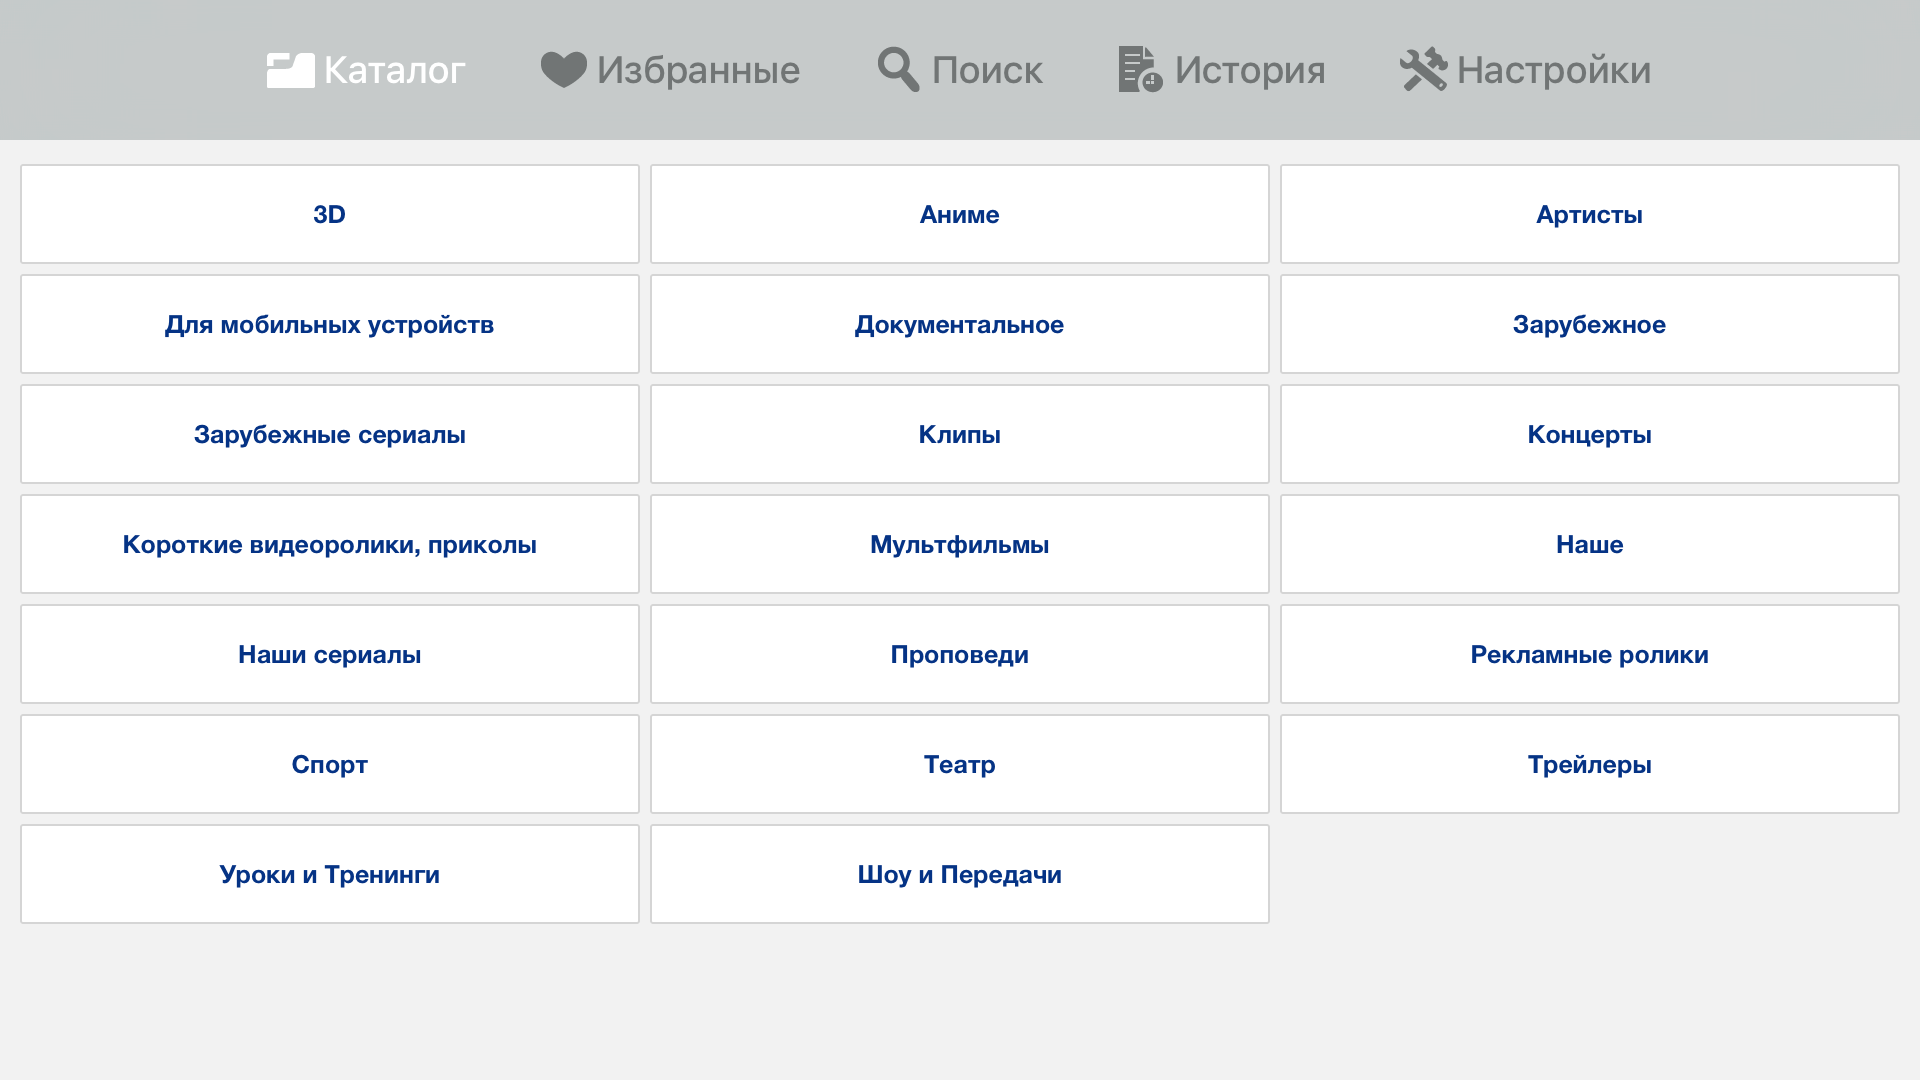 Каталог
Избранные
Поиск
История
Настройки
3D
Аниме
Артисты
Для мобильных устройств
Документальное
Зарубежное
Зарубежные сериалы
Клипы
Концерты
Короткие видеоролики, приколы
Мультфильмы
Наше
Наши сериалы
Проповеди
Рекламные ролики
Спорт
Театр
Трейлеры
Уроки и Тренинги
Шоу и Передачи